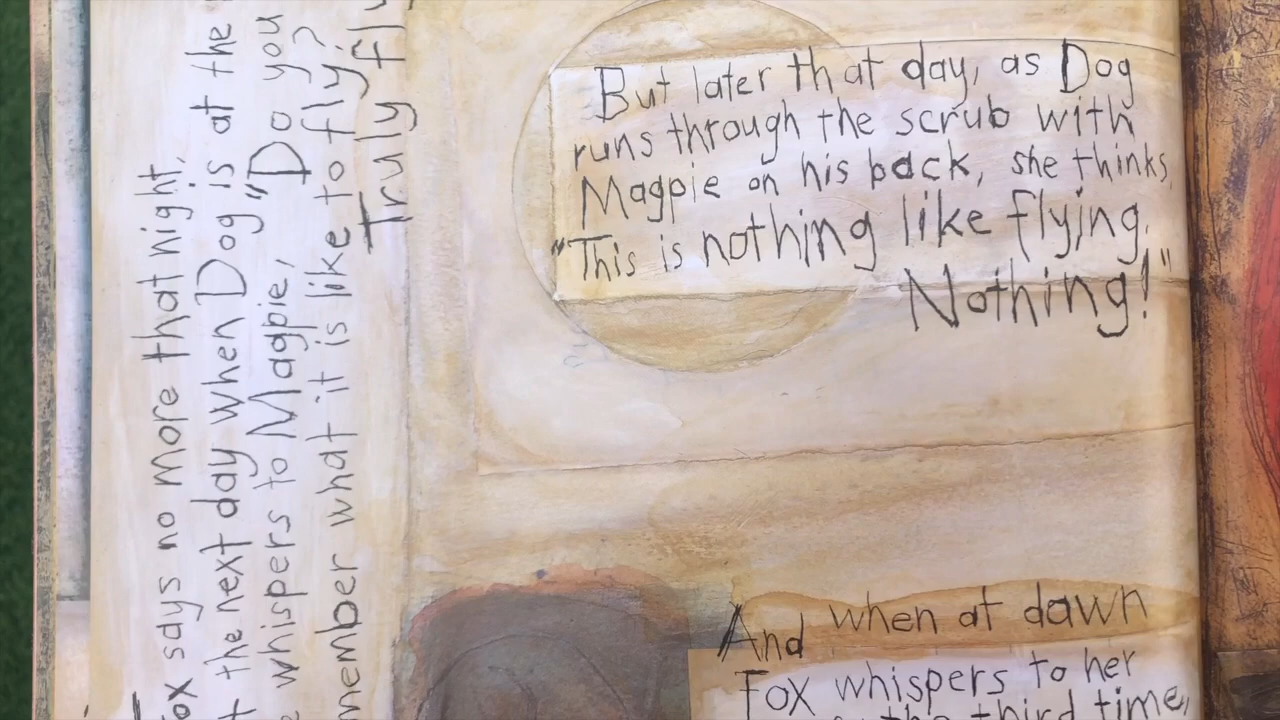 ox says no more that night,
t the next day when Dog is at the
e whispers to Magpie, "Do you
member what it is like to fly?
Truly fly
But later that day, as Dog
runs through the scrub with
Magpie on his back, she thinks,
"This is nothing like flying.
Nothing!"
And when at dawn
Fox whispers to her
the third time,